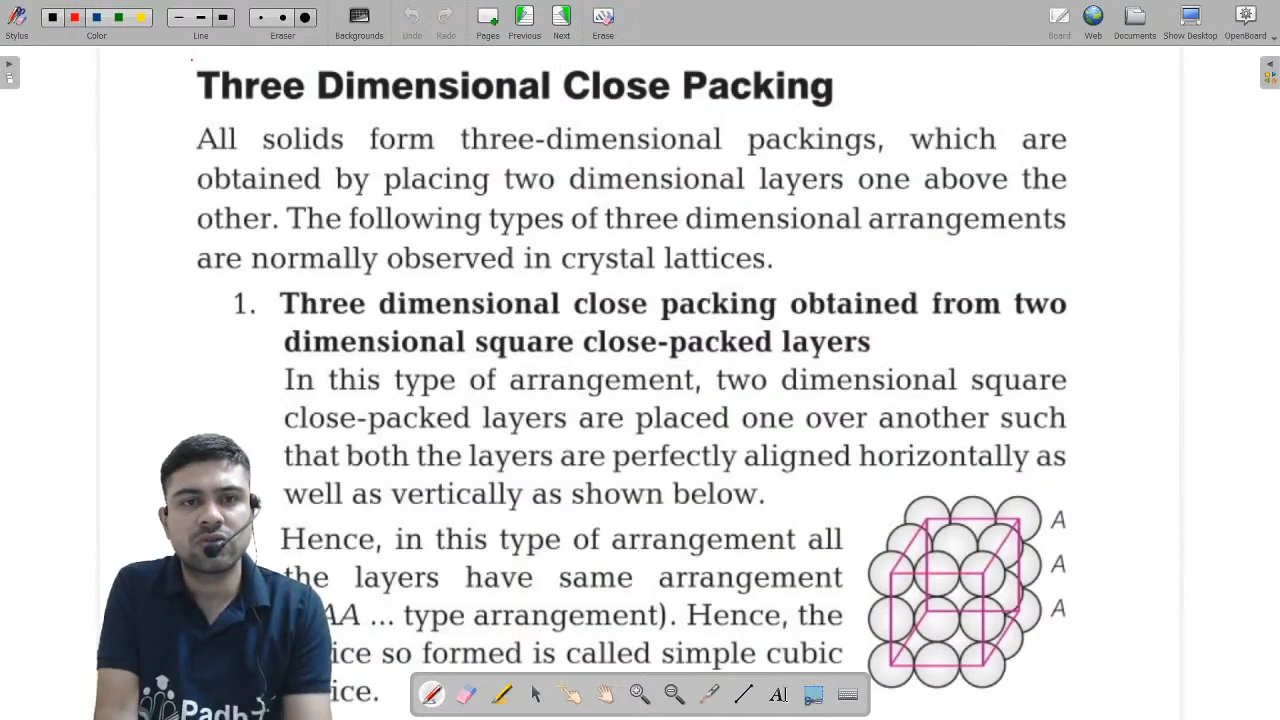 Stylus
Color
Line
Eraser
Backgrounds
Undo
Redo
Pages
Previous
Next
Erase
Board
Web
Documents
Show Desktop
OpenBoard
Three Dimensional Close Packing
All solids form three-dimensional packings, which are
obtained by placing two dimensional layers one above the
other. The following types of three dimensional arrangements
are normally observed in crystal lattices.
1. Three dimensional close packing obtained from two
dimensional square close-packed layers
In this type of arrangement, two dimensional square
close-packed layers are placed one over another such
that both the layers are perfectly aligned horizontally as
well as vertically as shown below.
Hence, in this type of arrangement all
the layers have same arrangement
AA ... type arrangement). Hence, the
ice so formed is called simple cubic
ice.
A
A
A
AI
Padh